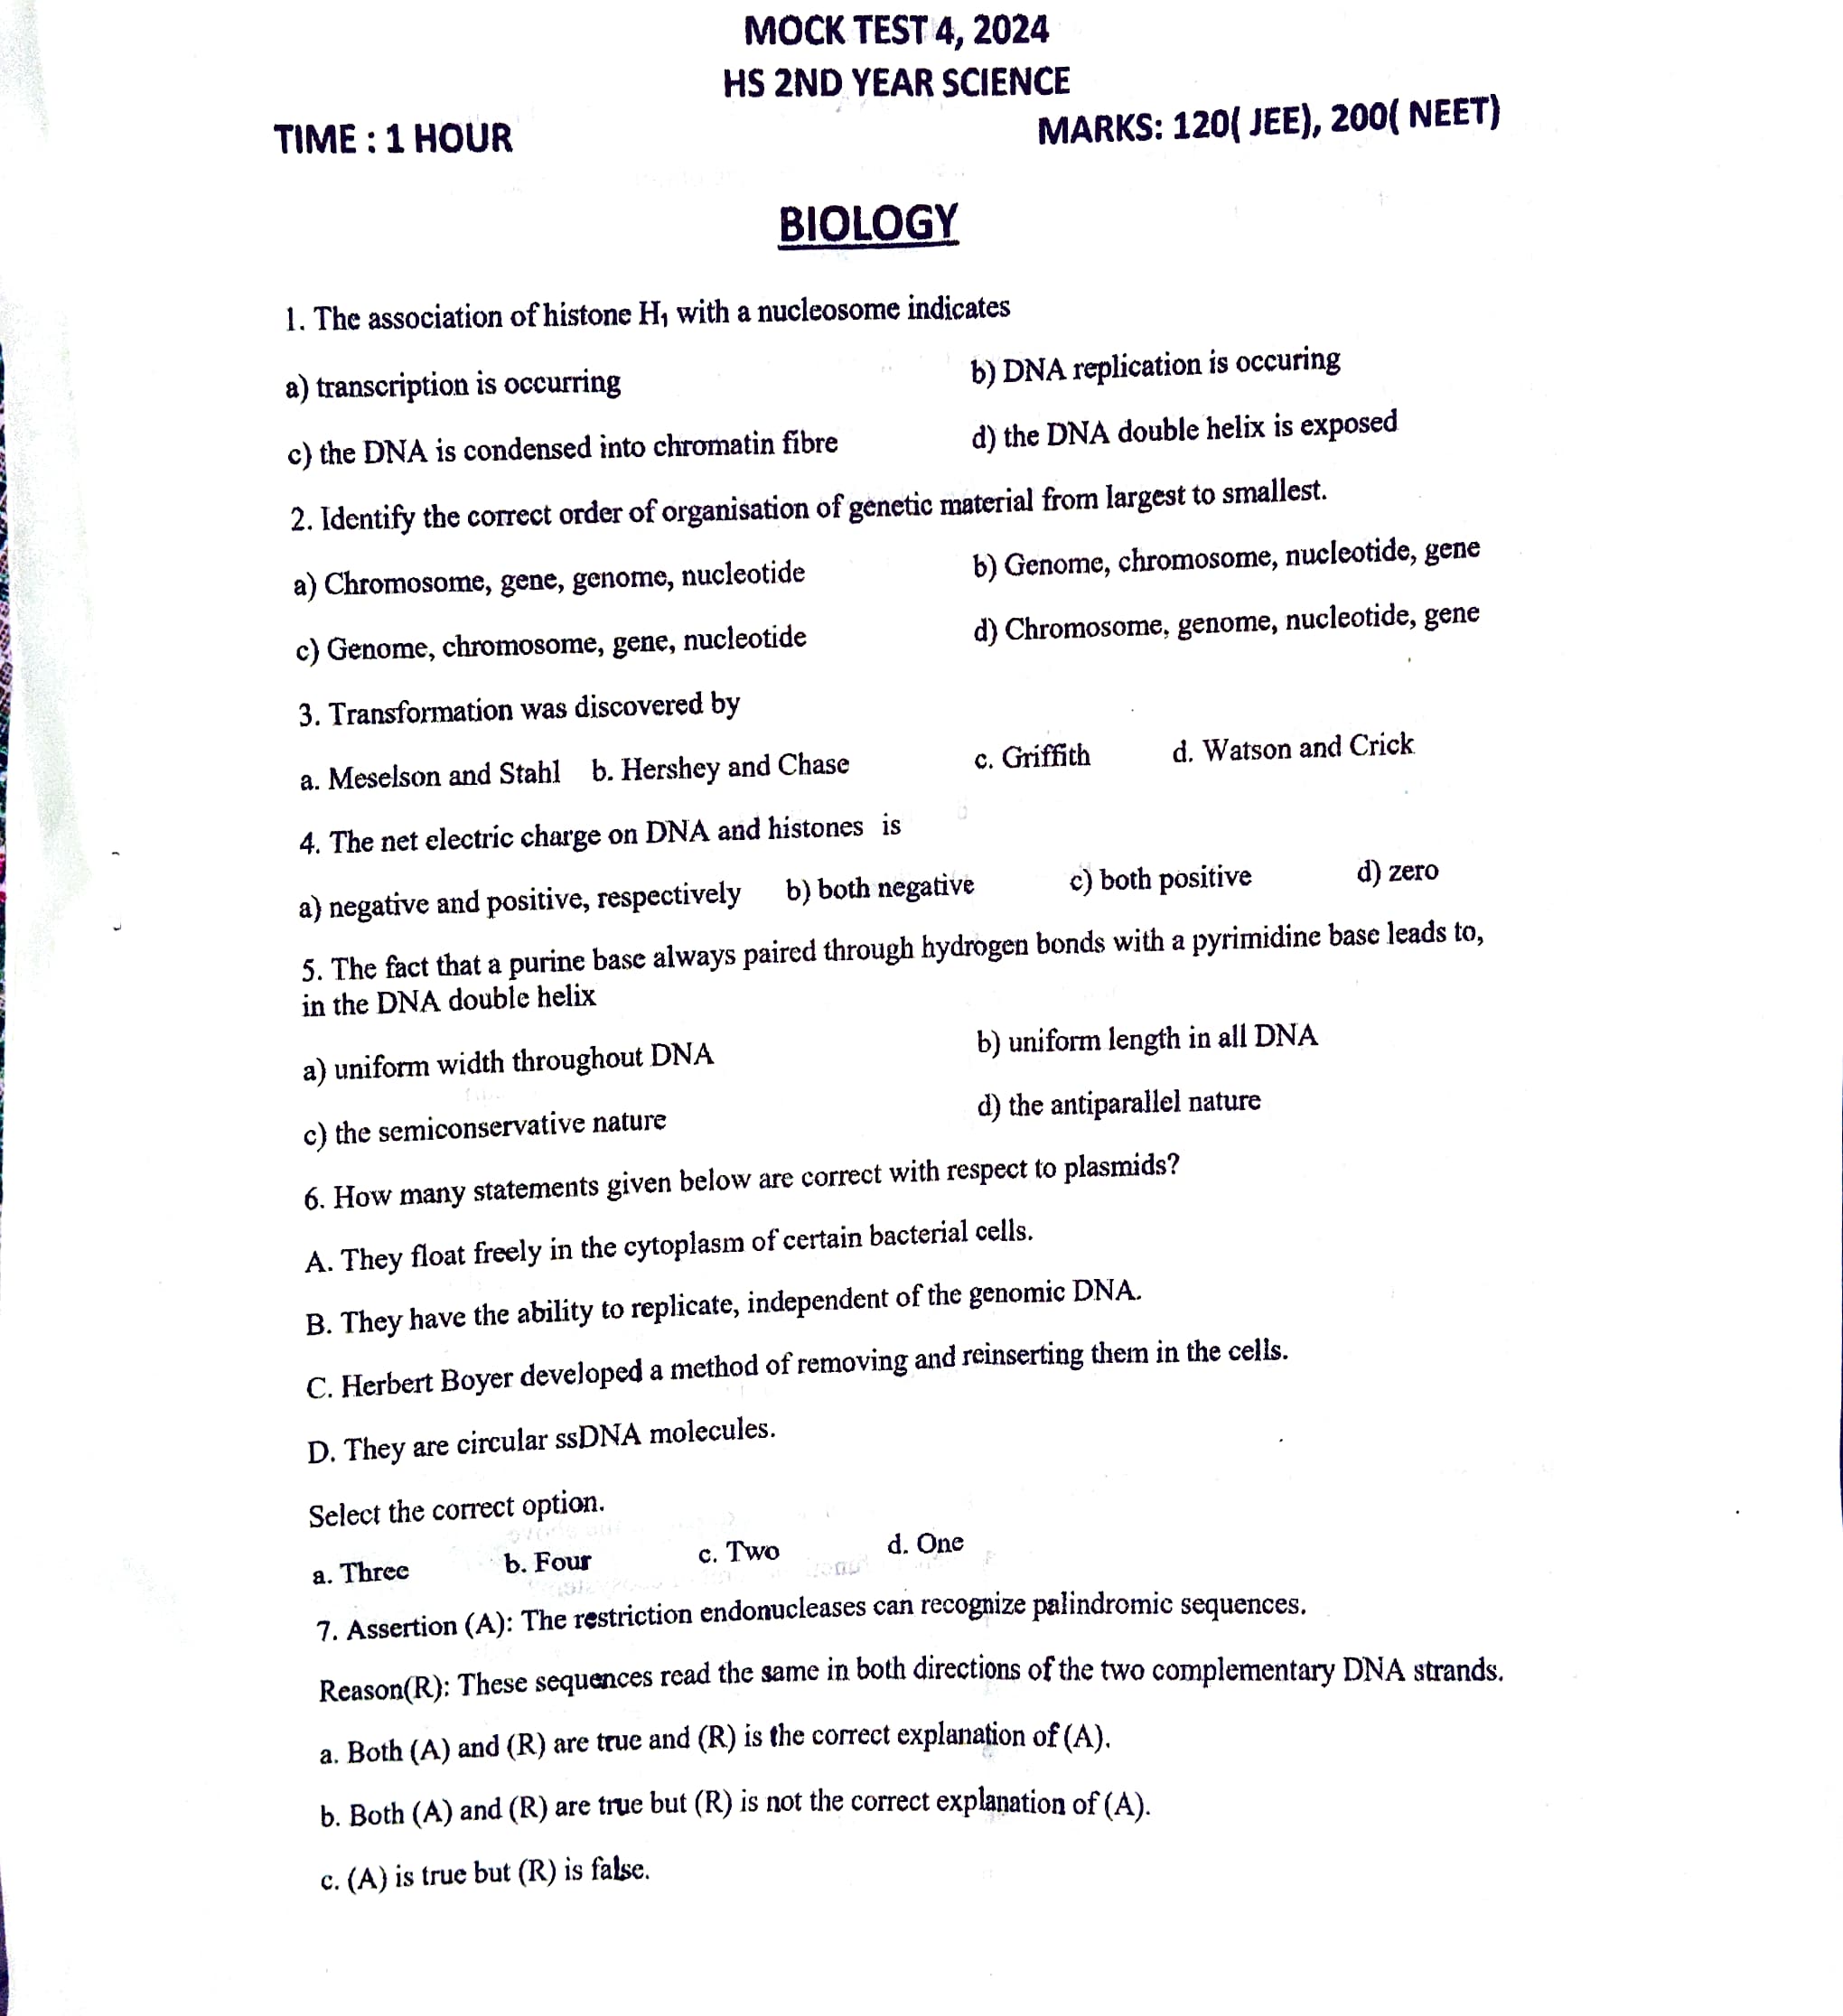 MOCK TEST 4, 2024
HS 2ND YEAR SCIENCE
TIME : 1 HOUR MARKS: 120( JEE), 200( NEET)
BIOLOGY
1. The association of histone H₁ with a nucleosome indicates
a) transcription is occurring b) DNA replication is occuring
c) the DNA is condensed into chromatin fibre d) the DNA double helix is exposed
2. Identify the correct order of organisation of genetic material from largest to smallest.
a) Chromosome, gene, genome, nucleotide b) Genome, chromosome, nucleotide, gene
c) Genome, chromosome, gene, nucleotide d) Chromosome, genome, nucleotide, gene
3. Transformation was discovered by
a. Meselson and Stahl b. Hershey and Chase c. Griffith d. Watson and Crick
4. The net electric charge on DNA and histones is
a) negative and positive, respectively b) both negative c) both positive d) zero
5. The fact that a purine base always paired through hydrogen bonds with a pyrimidine base leads to,
in the DNA double helix
a) uniform width throughout DNA b) uniform length in all DNA
c) the semiconservative nature d) the antiparallel nature
6. How many statements given below are correct with respect to plasmids?
A. They float freely in the cytoplasm of certain bacterial cells.
B. They have the ability to replicate, independent of the genomic DNA.
C. Herbert Boyer developed a method of removing and reinserting them in the cells.
D. They are circular ssDNA molecules.
Select the correct option.
a. Three b. Four c. Two d. One
7. Assertion (A): The restriction endonucleases can recognize palindromic sequences.
Reason(R): These sequences read the same in both directions of the two complementary DNA strands.
a. Both (A) and (R) are true and (R) is the correct explanation of (A).
b. Both (A) and (R) are true but (R) is not the correct explanation of (A).
c. (A) is true but (R) is false.